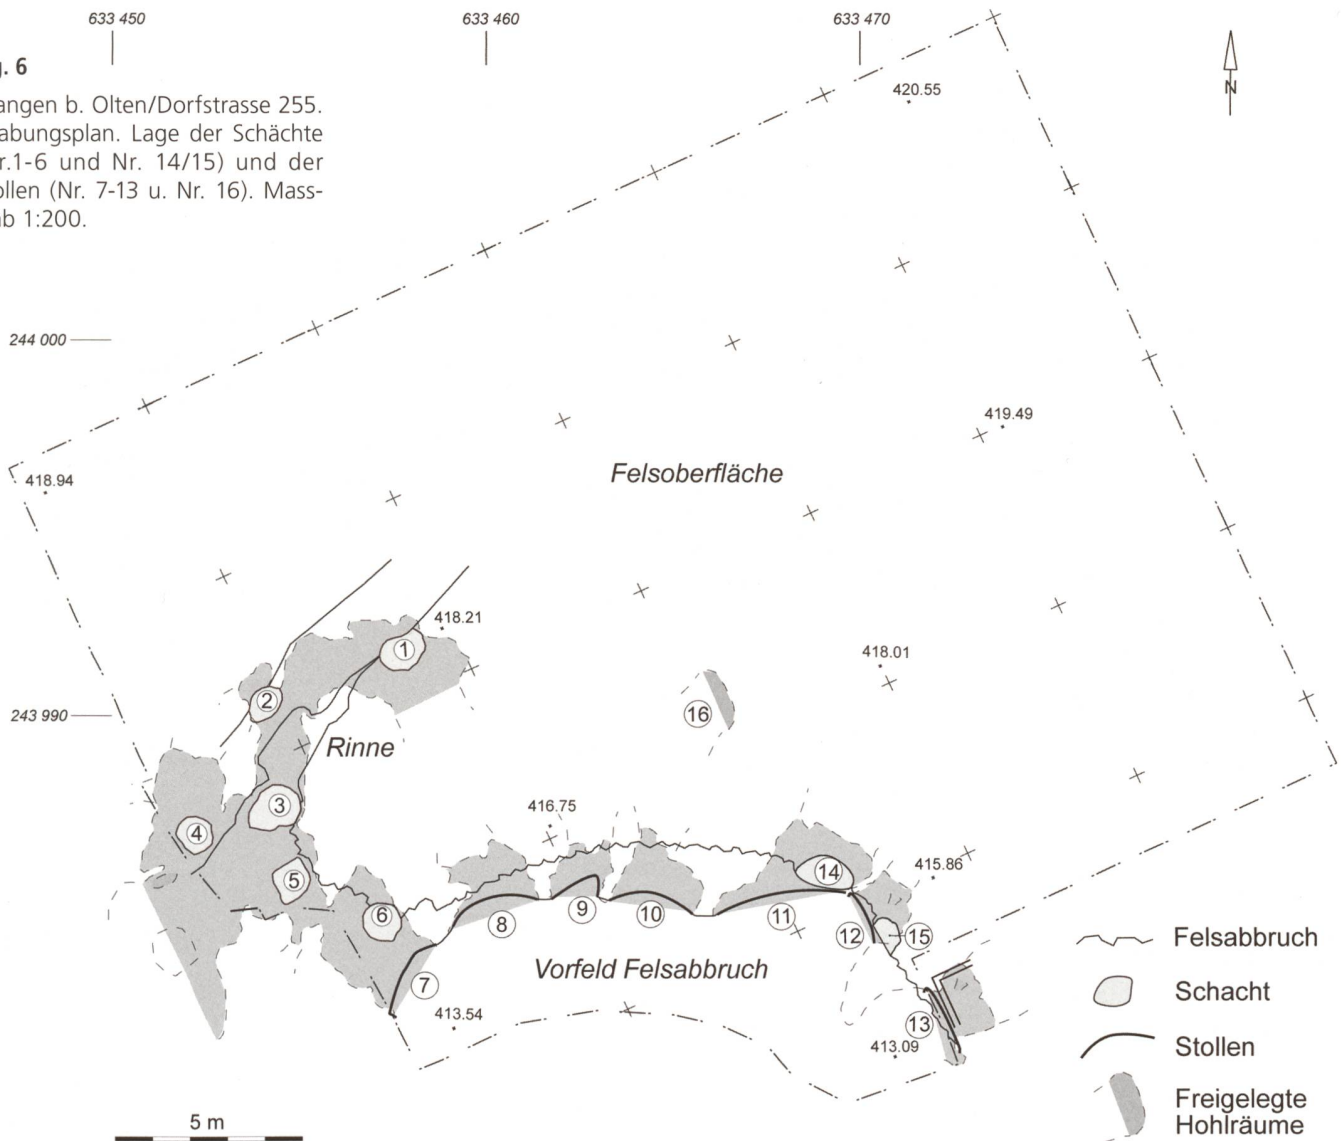 633 450
633 460
633 470
g. 6
angen b. Olten/Dorfstrasse 255.
abungsplan. Lage der Schächte
r.1-6 und Nr. 14/15) und der
ollen (Nr. 7-13 u. Nr. 16). Mass-
ab 1:200.
420.55
N
244 000
419.49
418.94
Felsoberfläche
418.21
1
418.01
2
16
243 990
Rinne
3
416.75
4
14
415.86
5
6
8
9
10
11
12
15
Felsabbruch
Vorfeld Felsabbruch
7
Schacht
413.54
13
413.09
Stollen
Freigelegte
Hohlräume
5 m